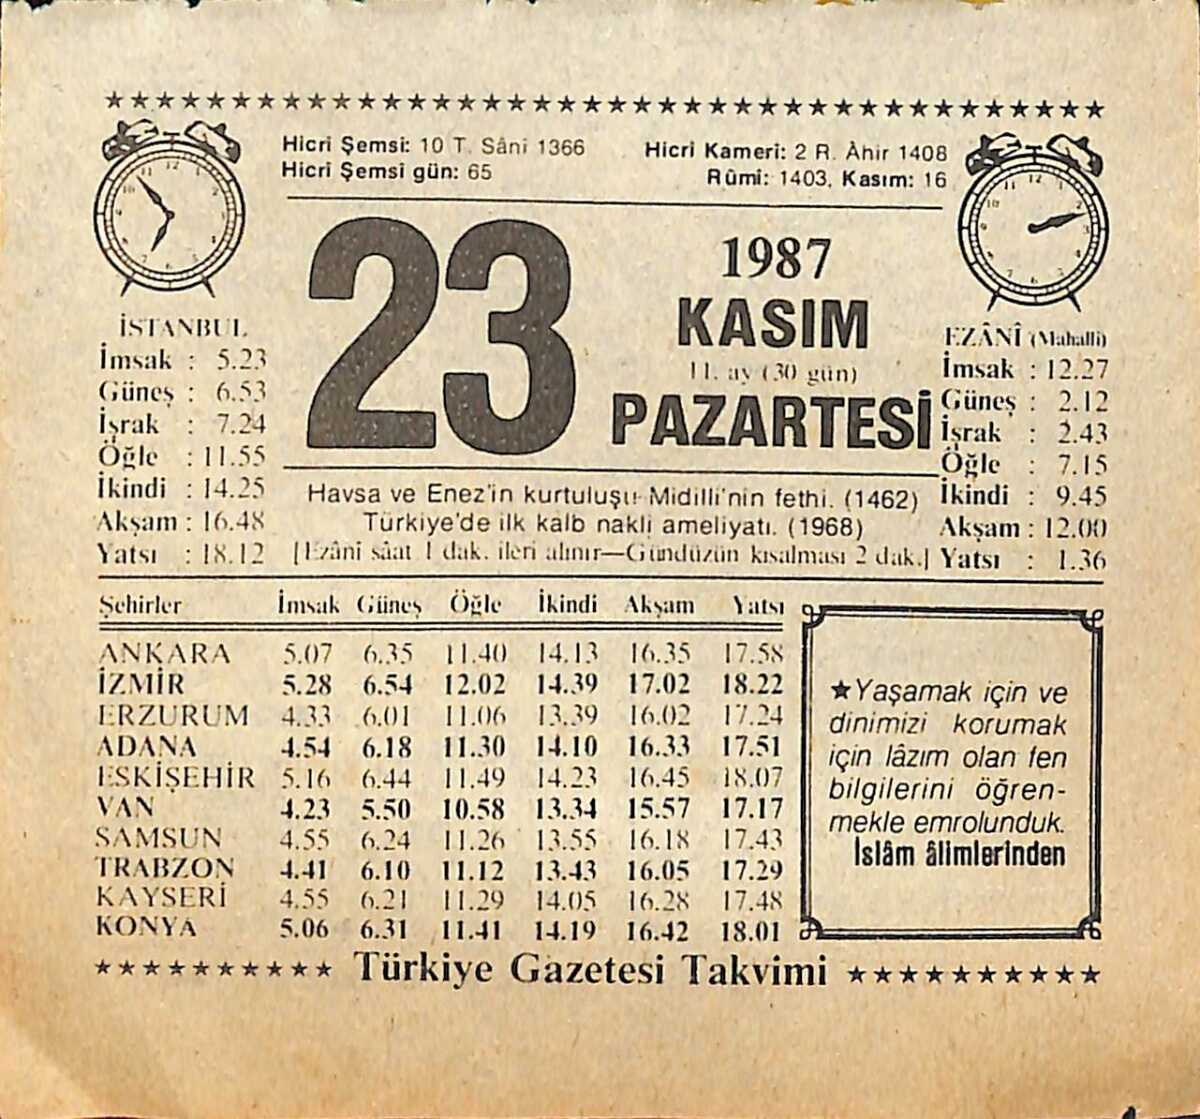 ★★★★★★★★★★★★★★★★★★★★★★★★★★★★★★★★★★★★★★★
Hicrî Şemsi: 10 T. Sâni 1366
Hicrî Şemsî gün: 65
Hicrî Kamerî: 2 R. Âhir 1408
Rûmî: 1403, Kasım: 16
23
1987
KASIM
11. ay (30 gün)
PAZARTESİ
İSTANBUL
İmsak : 5.23
Güneş : 6.53
İşrak : 7.24
Öğle : 11.55
İkindi : 14.25
Akşam : 16.48
Yatsı : 18.12
EZÂNÎ (Mahalli)
İmsak : 12.27
Güneş : 2.12
İşrak : 2.43
Öğle : 7.15
İkindi : 9.45
Akşam : 12.00
Yatsı : 1.36
Havsa ve Enez'in kurtuluşu Midilli'nin fethi. (1462)
Türkiye'de ilk kalb nakli ameliyatı. (1968)
[Ezânî sâat 1 dak. ileri alınır—Gündüzün kısalması 2 dak.]
Şehirler İmsak Güneş Öğle İkindi Akşam Yatsı
ANKARA 5.07 6.35 11.40 14.13 16.35 17.58
İZMİR 5.28 6.54 12.02 14.39 17.02 18.22
ERZURUM 4.33 6.01 11.06 13.39 16.02 17.24
ADANA 4.54 6.18 11.30 14.10 16.33 17.51
ESKİŞEHİR 5.16 6.44 11.49 14.23 16.45 18.07
VAN 4.23 5.50 10.58 13.34 15.57 17.17
SAMSUN 4.55 6.24 11.26 13.55 16.18 17.43
TRABZON 4.41 6.10 11.12 13.43 16.05 17.29
KAYSERİ 4.55 6.21 11.29 14.05 16.28 17.48
KONYA 5.06 6.31 11.41 14.19 16.42 18.01
★Yaşamak için ve
dinimizi korumak
için lâzım olan fen
bilgilerini öğren-
mekle emrolunduk.
İslâm âlimlerinden
★★★★★★★★★★ Türkiye Gazetesi Takvimi ★★★★★★★★★★